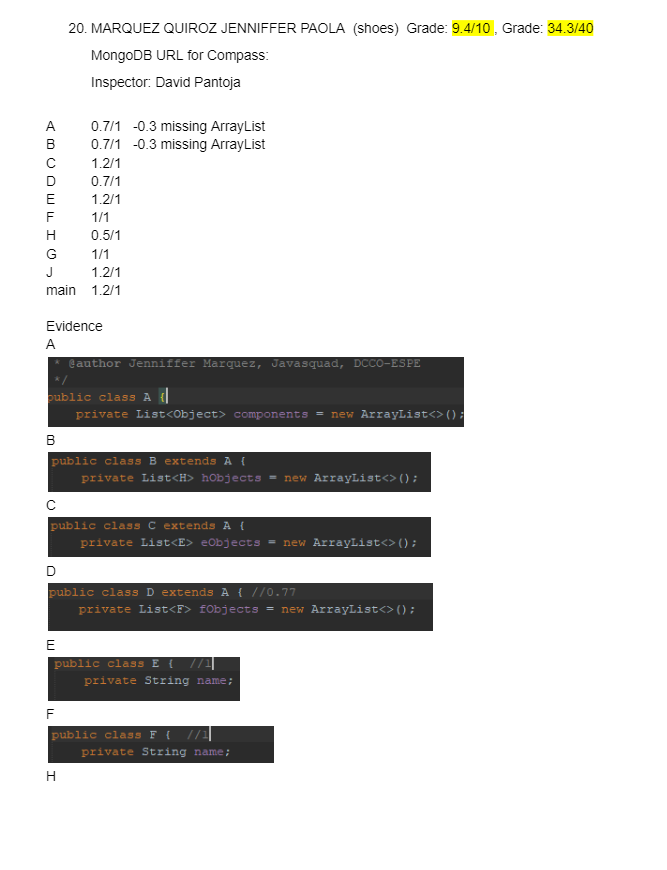 20. MARQUEZ QUIROZ JENNIFFER PAOLA (shoes) Grade: 9.4/10 , Grade: 34.3/40
MongoDB URL for Compass:
Inspector: David Pantoja
A 0.7/1 -0.3 missing ArrayList
B 0.7/1 -0.3 missing ArrayList
C 1.2/1
D 0.7/1
E 1.2/1
F 1/1
H 0.5/1
G 1/1
J 1.2/1
main 1.2/1
Evidence
A
* @author Jenniffer Marquez, Javasquad, DCCO-ESPE
*/
public class A {
private List<Object> components = new ArrayList<>();
B
public class B extends A {
private List<H> hObjects = new ArrayList<>();
C
public class C extends A {
private List<E> eObjects = new ArrayList<>();
D
public class D extends A { //0.77
private List<F> fObjects = new ArrayList<>();
E
public class E { //1
private String name;
F
public class F { //1
private String name;
H